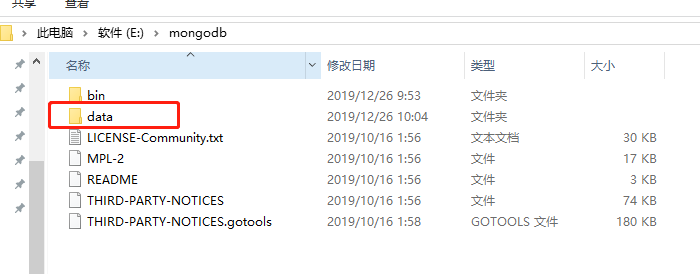 共享 查看
此电脑 > 软件 (E:) > mongodb
名称 修改日期 类型 大小
bin 2019/12/26 9:53 文件夹
data 2019/12/26 10:04 文件夹
LICENSE-Community.txt 2019/10/16 1:56 文本文档 30 KB
MPL-2 2019/10/16 1:56 文件 17 KB
README 2019/10/16 1:56 文件 3 KB
THIRD-PARTY-NOTICES 2019/10/16 1:56 文件 74 KB
THIRD-PARTY-NOTICES.gotools 2019/10/16 1:58 GOTOOLS 文件 180 KB